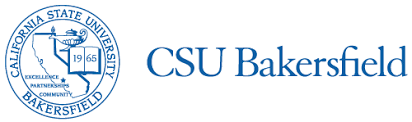 CALIFORNIA STATE UNIVERSITY
19 65
EXCELLENCE
PARTNERSHIPS
COMMUNITY
BAKERSFIELD
CSU Bakersfield